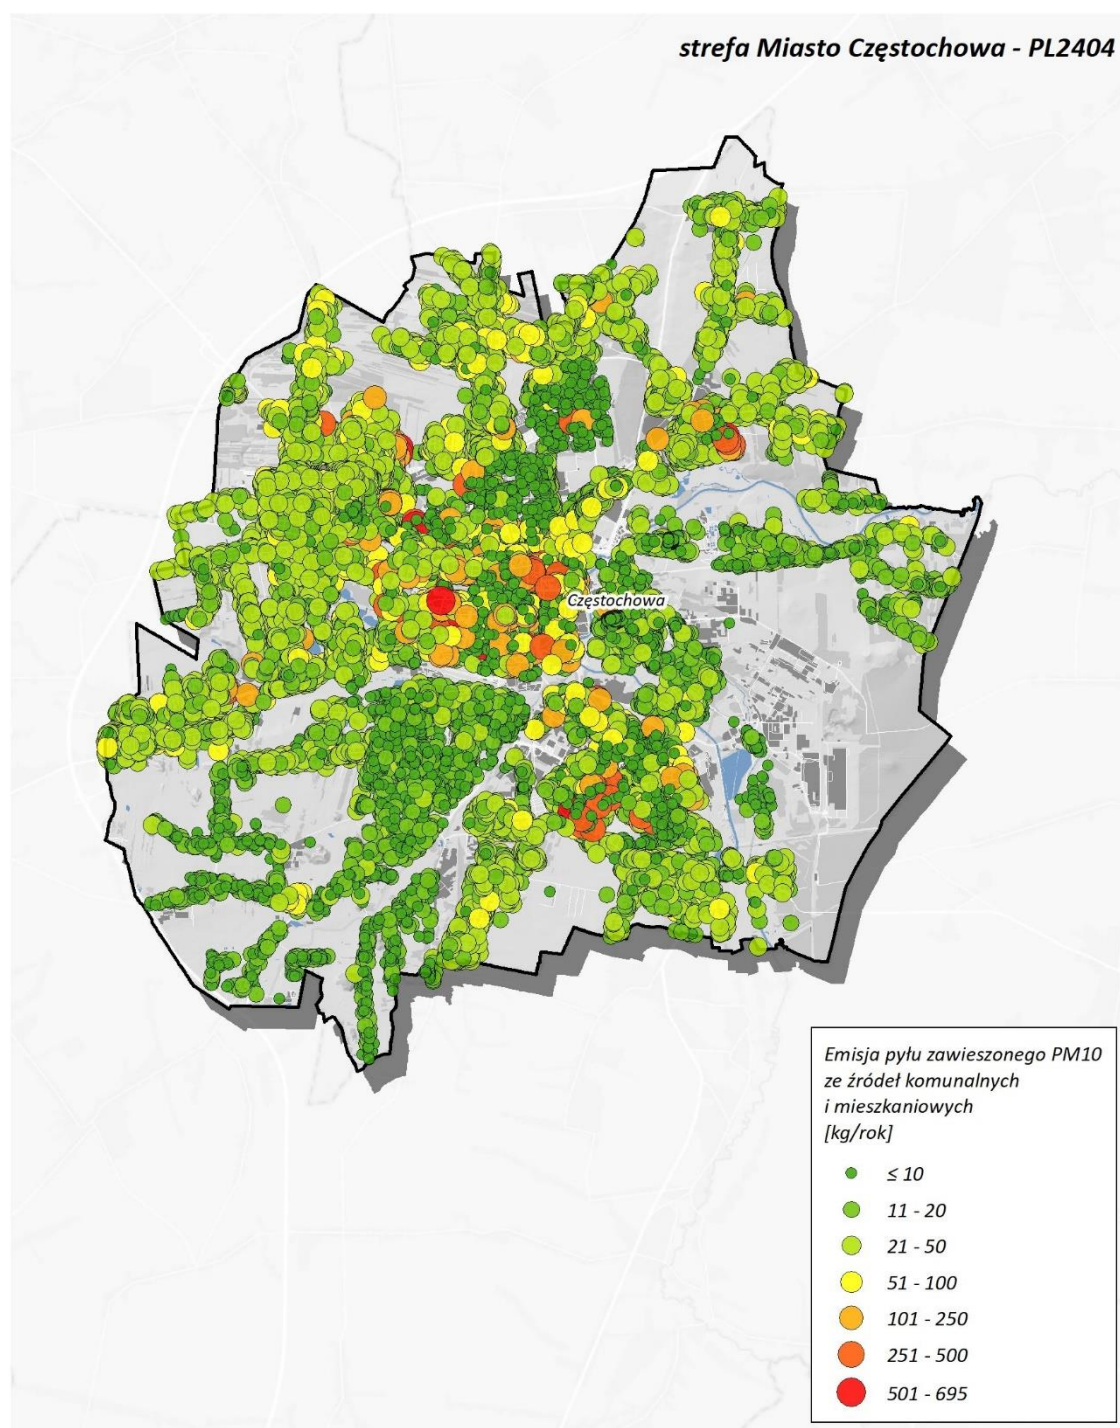 strefa Miasto Częstochowa - PL2404
Częstochowa
Emisja pyłu zawieszonego PM10
ze źródeł komunalnych
i mieszkaniowych
[kg/rok]
≤ 10
11 - 20
21 - 50
51 - 100
101 - 250
251 - 500
501 - 695